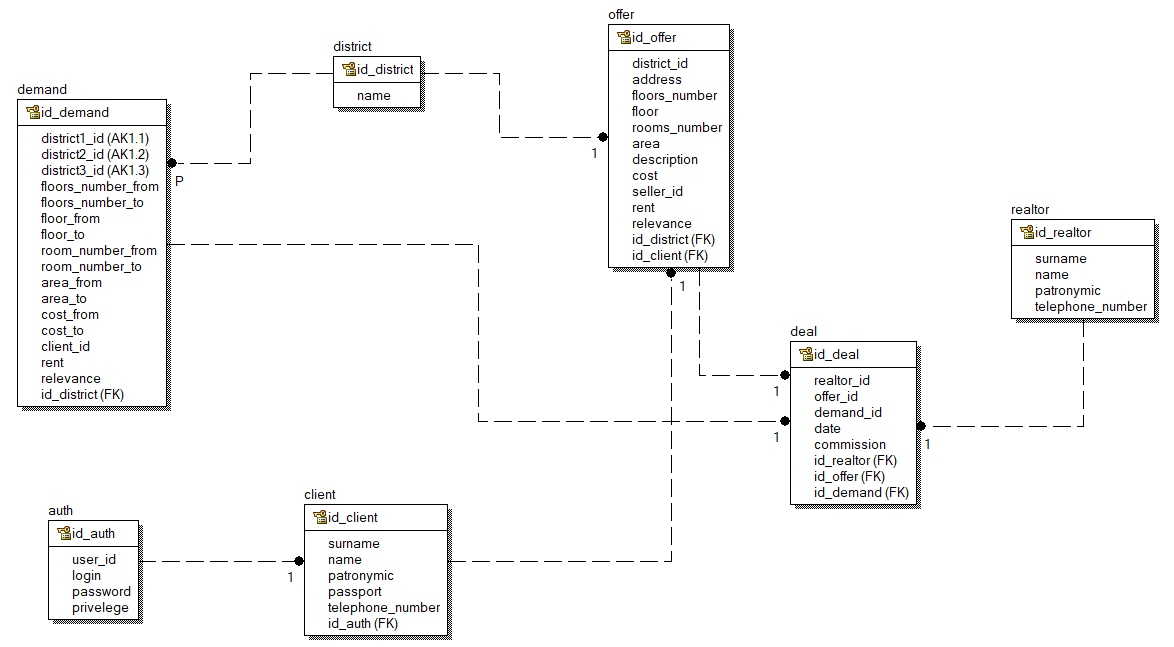 demand
id_demand
district1_id (AK1.1)
district2_id (AK1.2)
district3_id (AK1.3)
floors_number_from
floors_number_to
floor_from
floor_to
room_number_from
room_number_to
area_from
area_to
cost_from
cost_to
client_id
rent
relevance
id_district (FK)
P
district
id_district
name
offer
id_offer
district_id
address
floors_number
floor
rooms_number
area
description
cost
seller_id
rent
relevance
id_district (FK)
id_client (FK)
1
1
realtor
id_realtor
surname
name
patronymic
telephone_number
deal
id_deal
realtor_id
offer_id
demand_id
date
commission
id_realtor (FK)
id_offer (FK)
id_demand (FK)
1
1
1
auth
id_auth
user_id
login
password
privelege
client
id_client
surname
name
patronymic
passport
telephone_number
id_auth (FK)
1